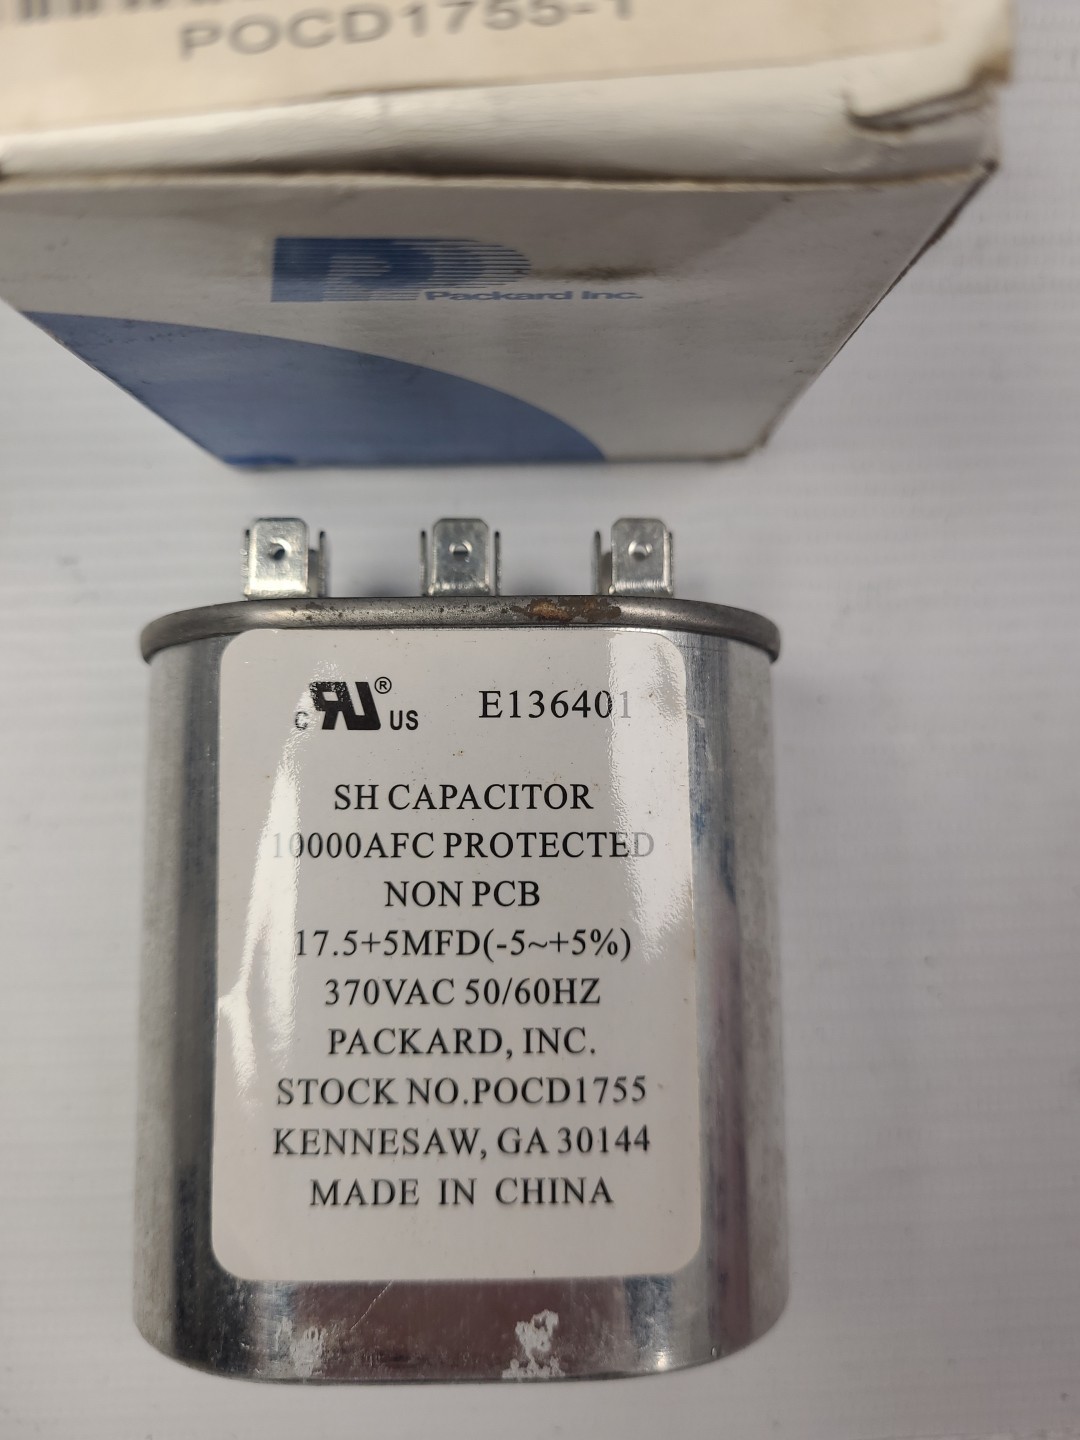 POCD1755-1
Packard Inc.
C RU® US E136401
SH CAPACITOR
10000AFC PROTECTED
NON PCB
17.5+5MFD(-5~+5%)
370VAC 50/60HZ
PACKARD, INC.
STOCK NO.POCD1755
KENNESAW, GA 30144
MADE IN CHINA